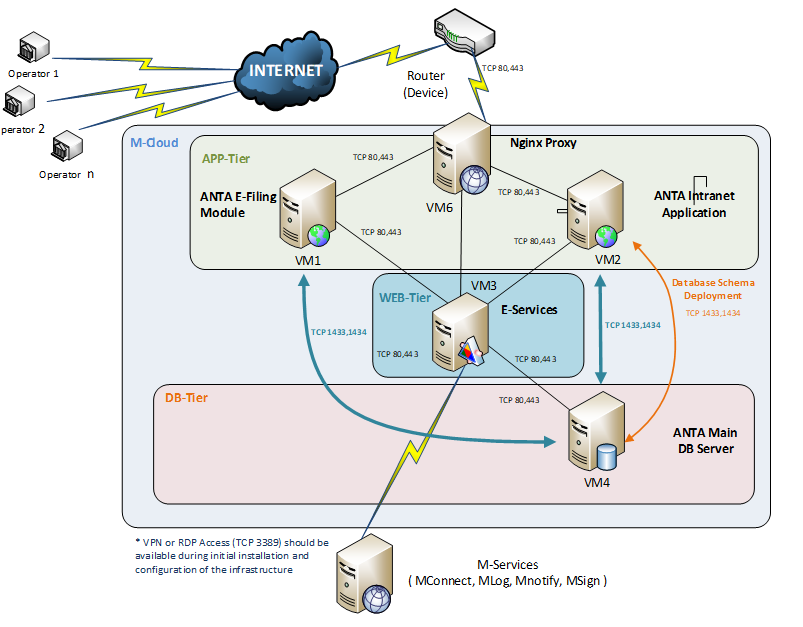 INTERNET
Operator 1
perator 2
Operator n
Router
(Device)
TCP 80,443
M-Cloud
APP-Tier
Nginx Proxy
TCP 80,443
ANTA E-Filing
Module
VM6
TCP 80,443
ANTA Intranet
Application
TCP 80,443
TCP 80,443
VM1
VM2
VM3
WEB-Tier
E-Services
Database Schema
Deployment
TCP 1433,1434
TCP 1433,1434
TCP 1433,1434
TCP 80,443
TCP 80,443
DB-Tier
TCP 80,443
ANTA Main
DB Server
VM4
* VPN or RDP Access (TCP 3389) should be
available during initial installation and
configuration of the infrastructure
M-Services
( MConnect, MLog, Mnotify, MSign )